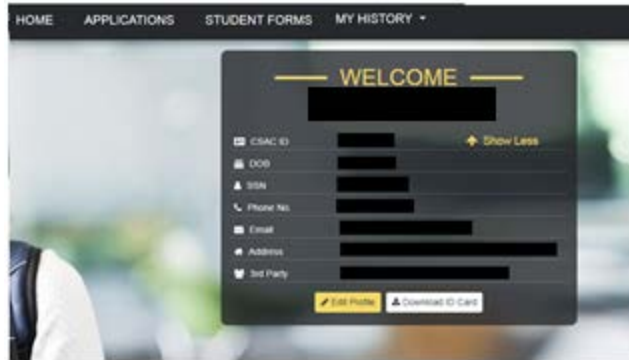 HOME APPLICATIONS STUDENT FORMS MY HISTORY
WELCOME
CSAC ID
Show Less
DOB
SSN
Phone No.
Email
Address
3rd Party
Edit Profile Download ID Card